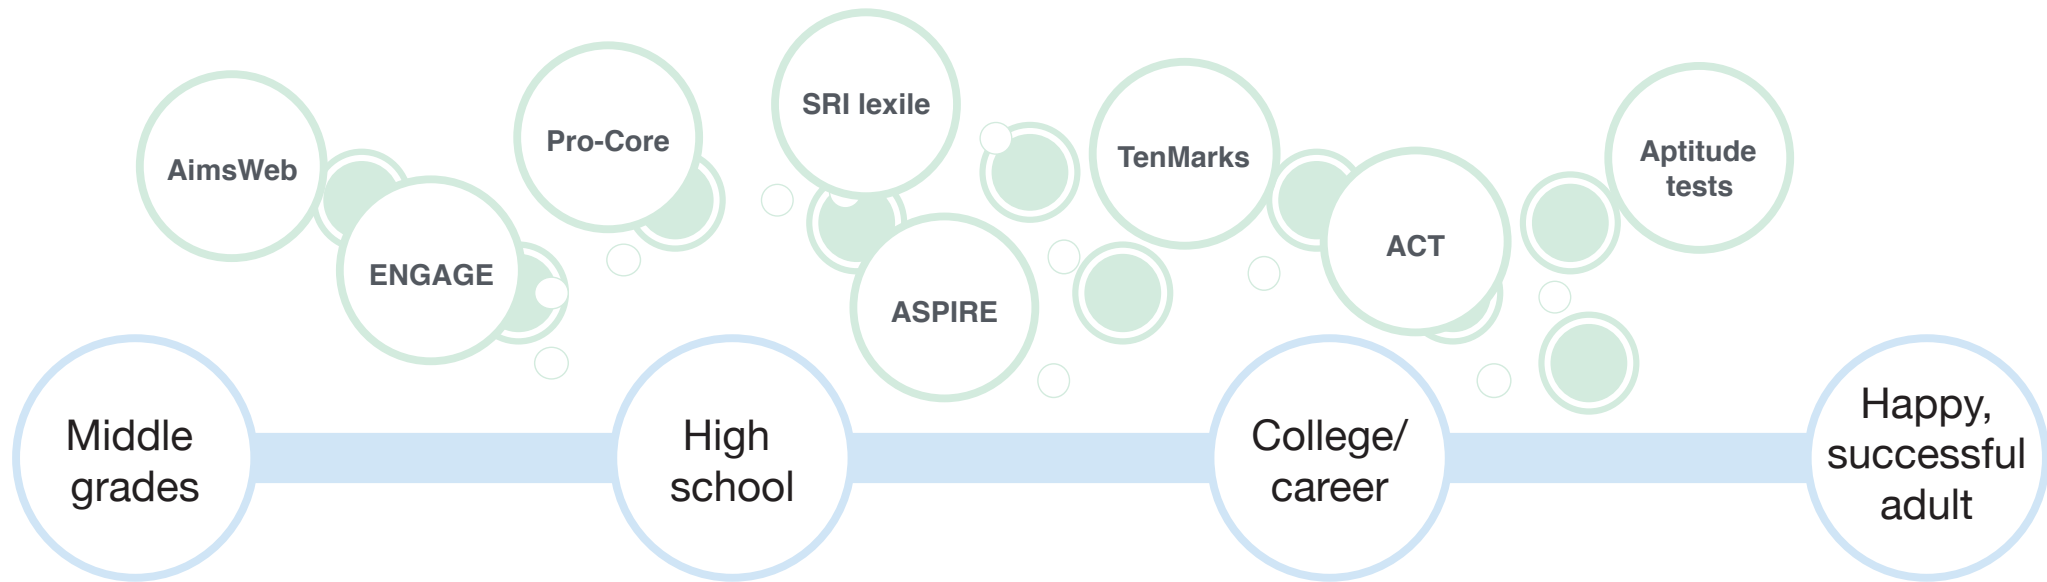 AimsWeb
ENGAGE
Pro-Core
SRI lexile
ASPIRE
TenMarks
ACT
Aptitude
tests
Middle
grades
High
school
College/
career
Happy,
successful
adult